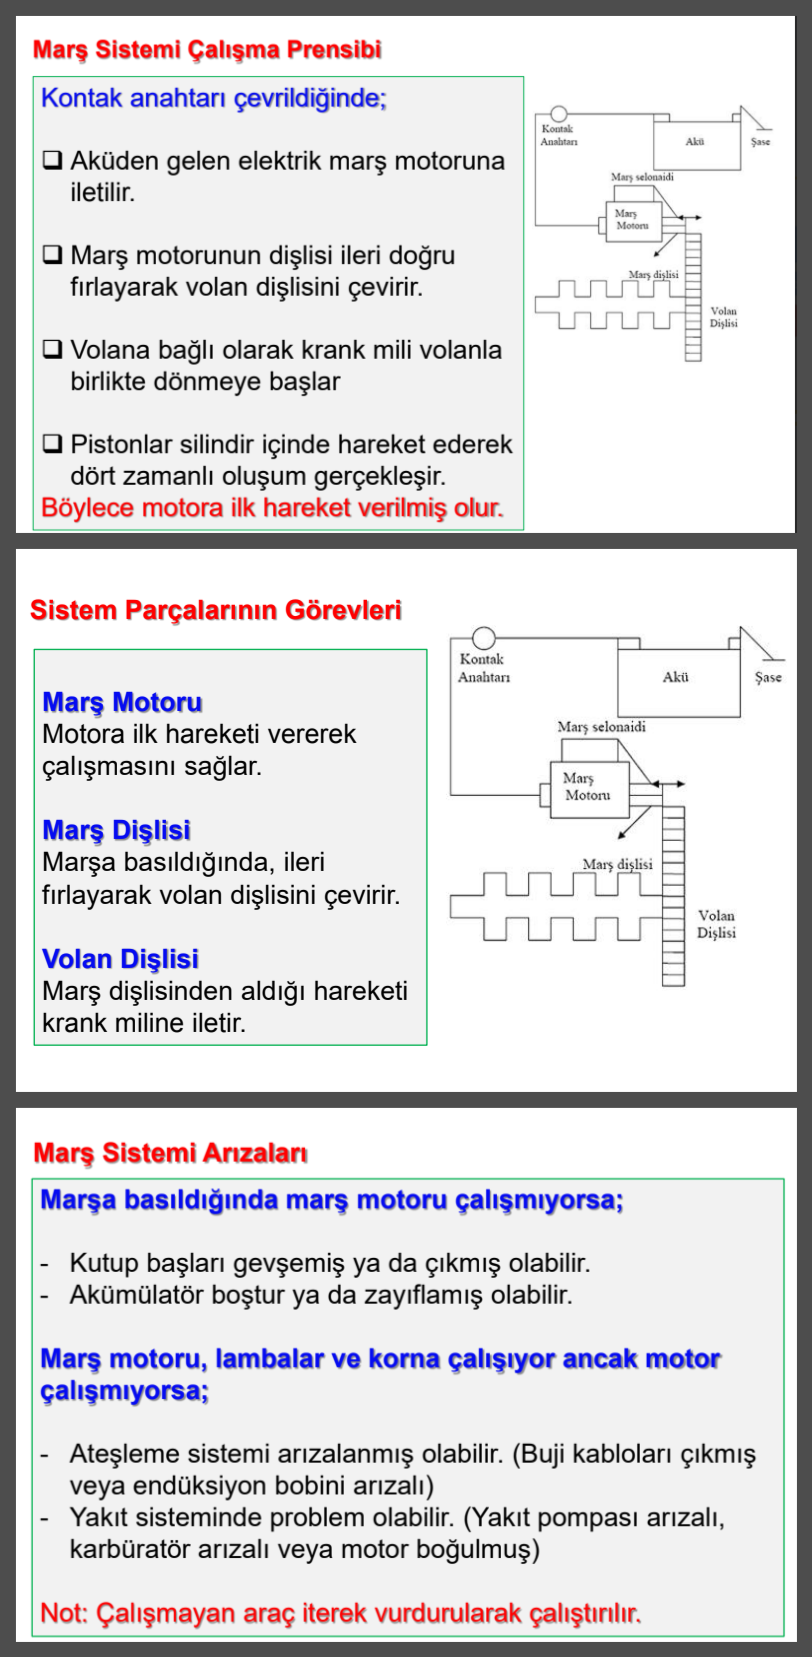 Marş Sistemi Çalışma Prensibi
Kontak anahtarı çevrildiğinde;
❑ Aküden gelen elektrik marş motoruna
iletilir.
❑ Marş motorunun dişlisi ileri doğru
fırlayarak volan dişlisini çevirir.
❑ Volana bağlı olarak krank mili volanla
birlikte dönmeye başlar
❑ Pistonlar silindir içinde hareket ederek
dört zamanlı oluşum gerçekleşir.
Böylece motora ilk hareket verilmiş olur.
Kontak
Anahtarı
Akü
Şase
Marş selonaidi
Marş
Motoru
Marş dişlisi
Volan
Dişlisi
Sistem Parçalarının Görevleri
Marş Motoru
Motora ilk hareketi vererek
çalışmasını sağlar.
Marş Dişlisi
Marşa basıldığında, ileri
fırlayarak volan dişlisini çevirir.
Volan Dişlisi
Marş dişlisinden aldığı hareketi
krank miline iletir.
Kontak
Anahtarı
Akü
Şase
Marş selonaidi
Marş
Motoru
Marş dişlisi
Volan
Dişlisi
Marş Sistemi Arızaları
Marşa basıldığında marş motoru çalışmıyorsa;
- Kutup başları gevşemiş ya da çıkmış olabilir.
- Akümülatör boştur ya da zayıflamış olabilir.
Marş motoru, lambalar ve korna çalışıyor ancak motor
çalışmıyorsa;
- Ateşleme sistemi arızalanmış olabilir. (Buji kabloları çıkmış
veya endüksiyon bobini arızalı)
- Yakıt sisteminde problem olabilir. (Yakıt pompası arızalı,
karbüratör arızalı veya motor boğulmuş)
Not: Çalışmayan araç iterek vurdurularak çalıştırılır.